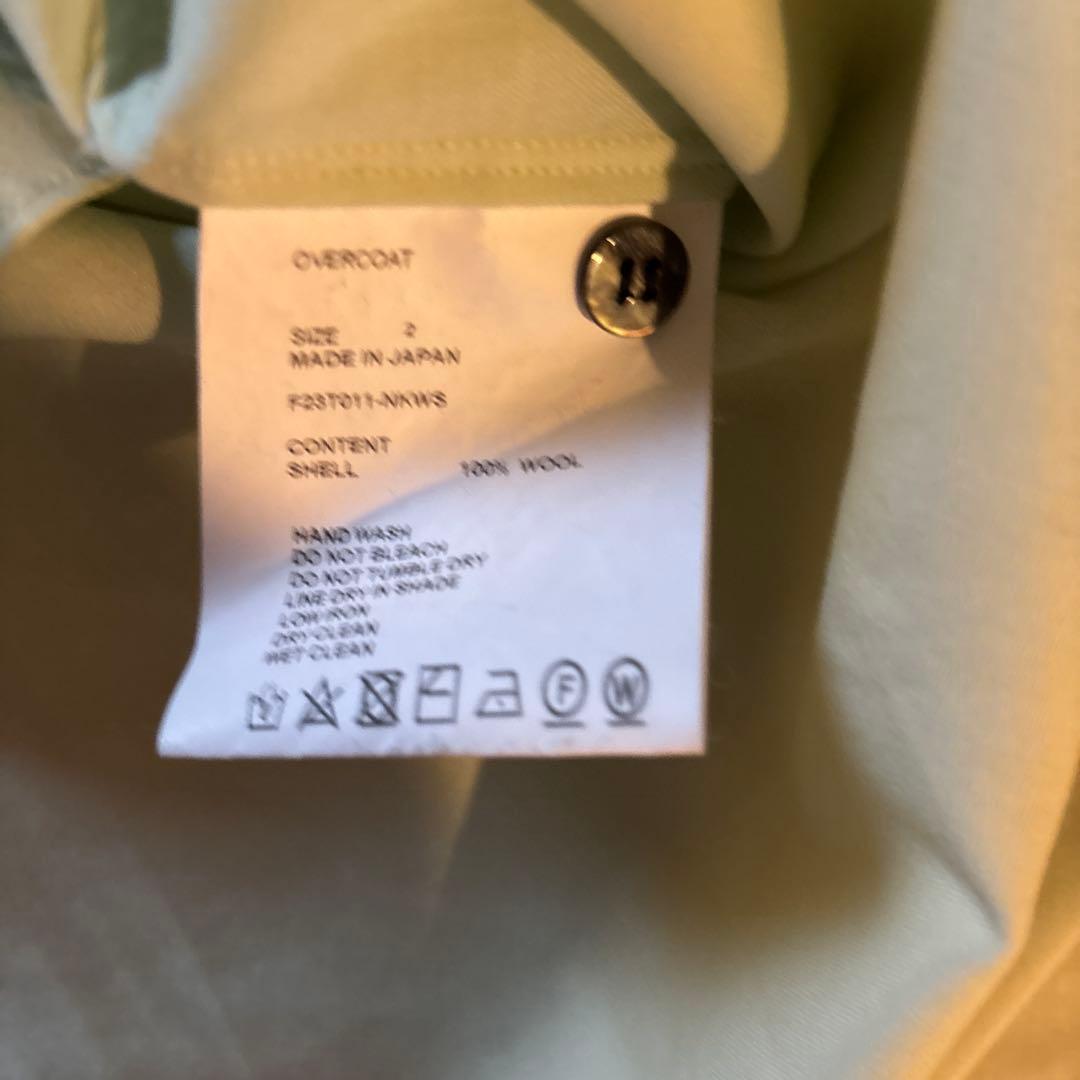 OVERCOAT
SIZE 2
MADE IN JAPAN
F23T011-NKWS
CONTENT
SHELL 100% WOOL
HAND WASH
DO NOT BLEACH
DO NOT TUMBLE DRY
LINE DRY IN SHADE
LOW IRON
DRY CLEAN
WET CLEAN
F W